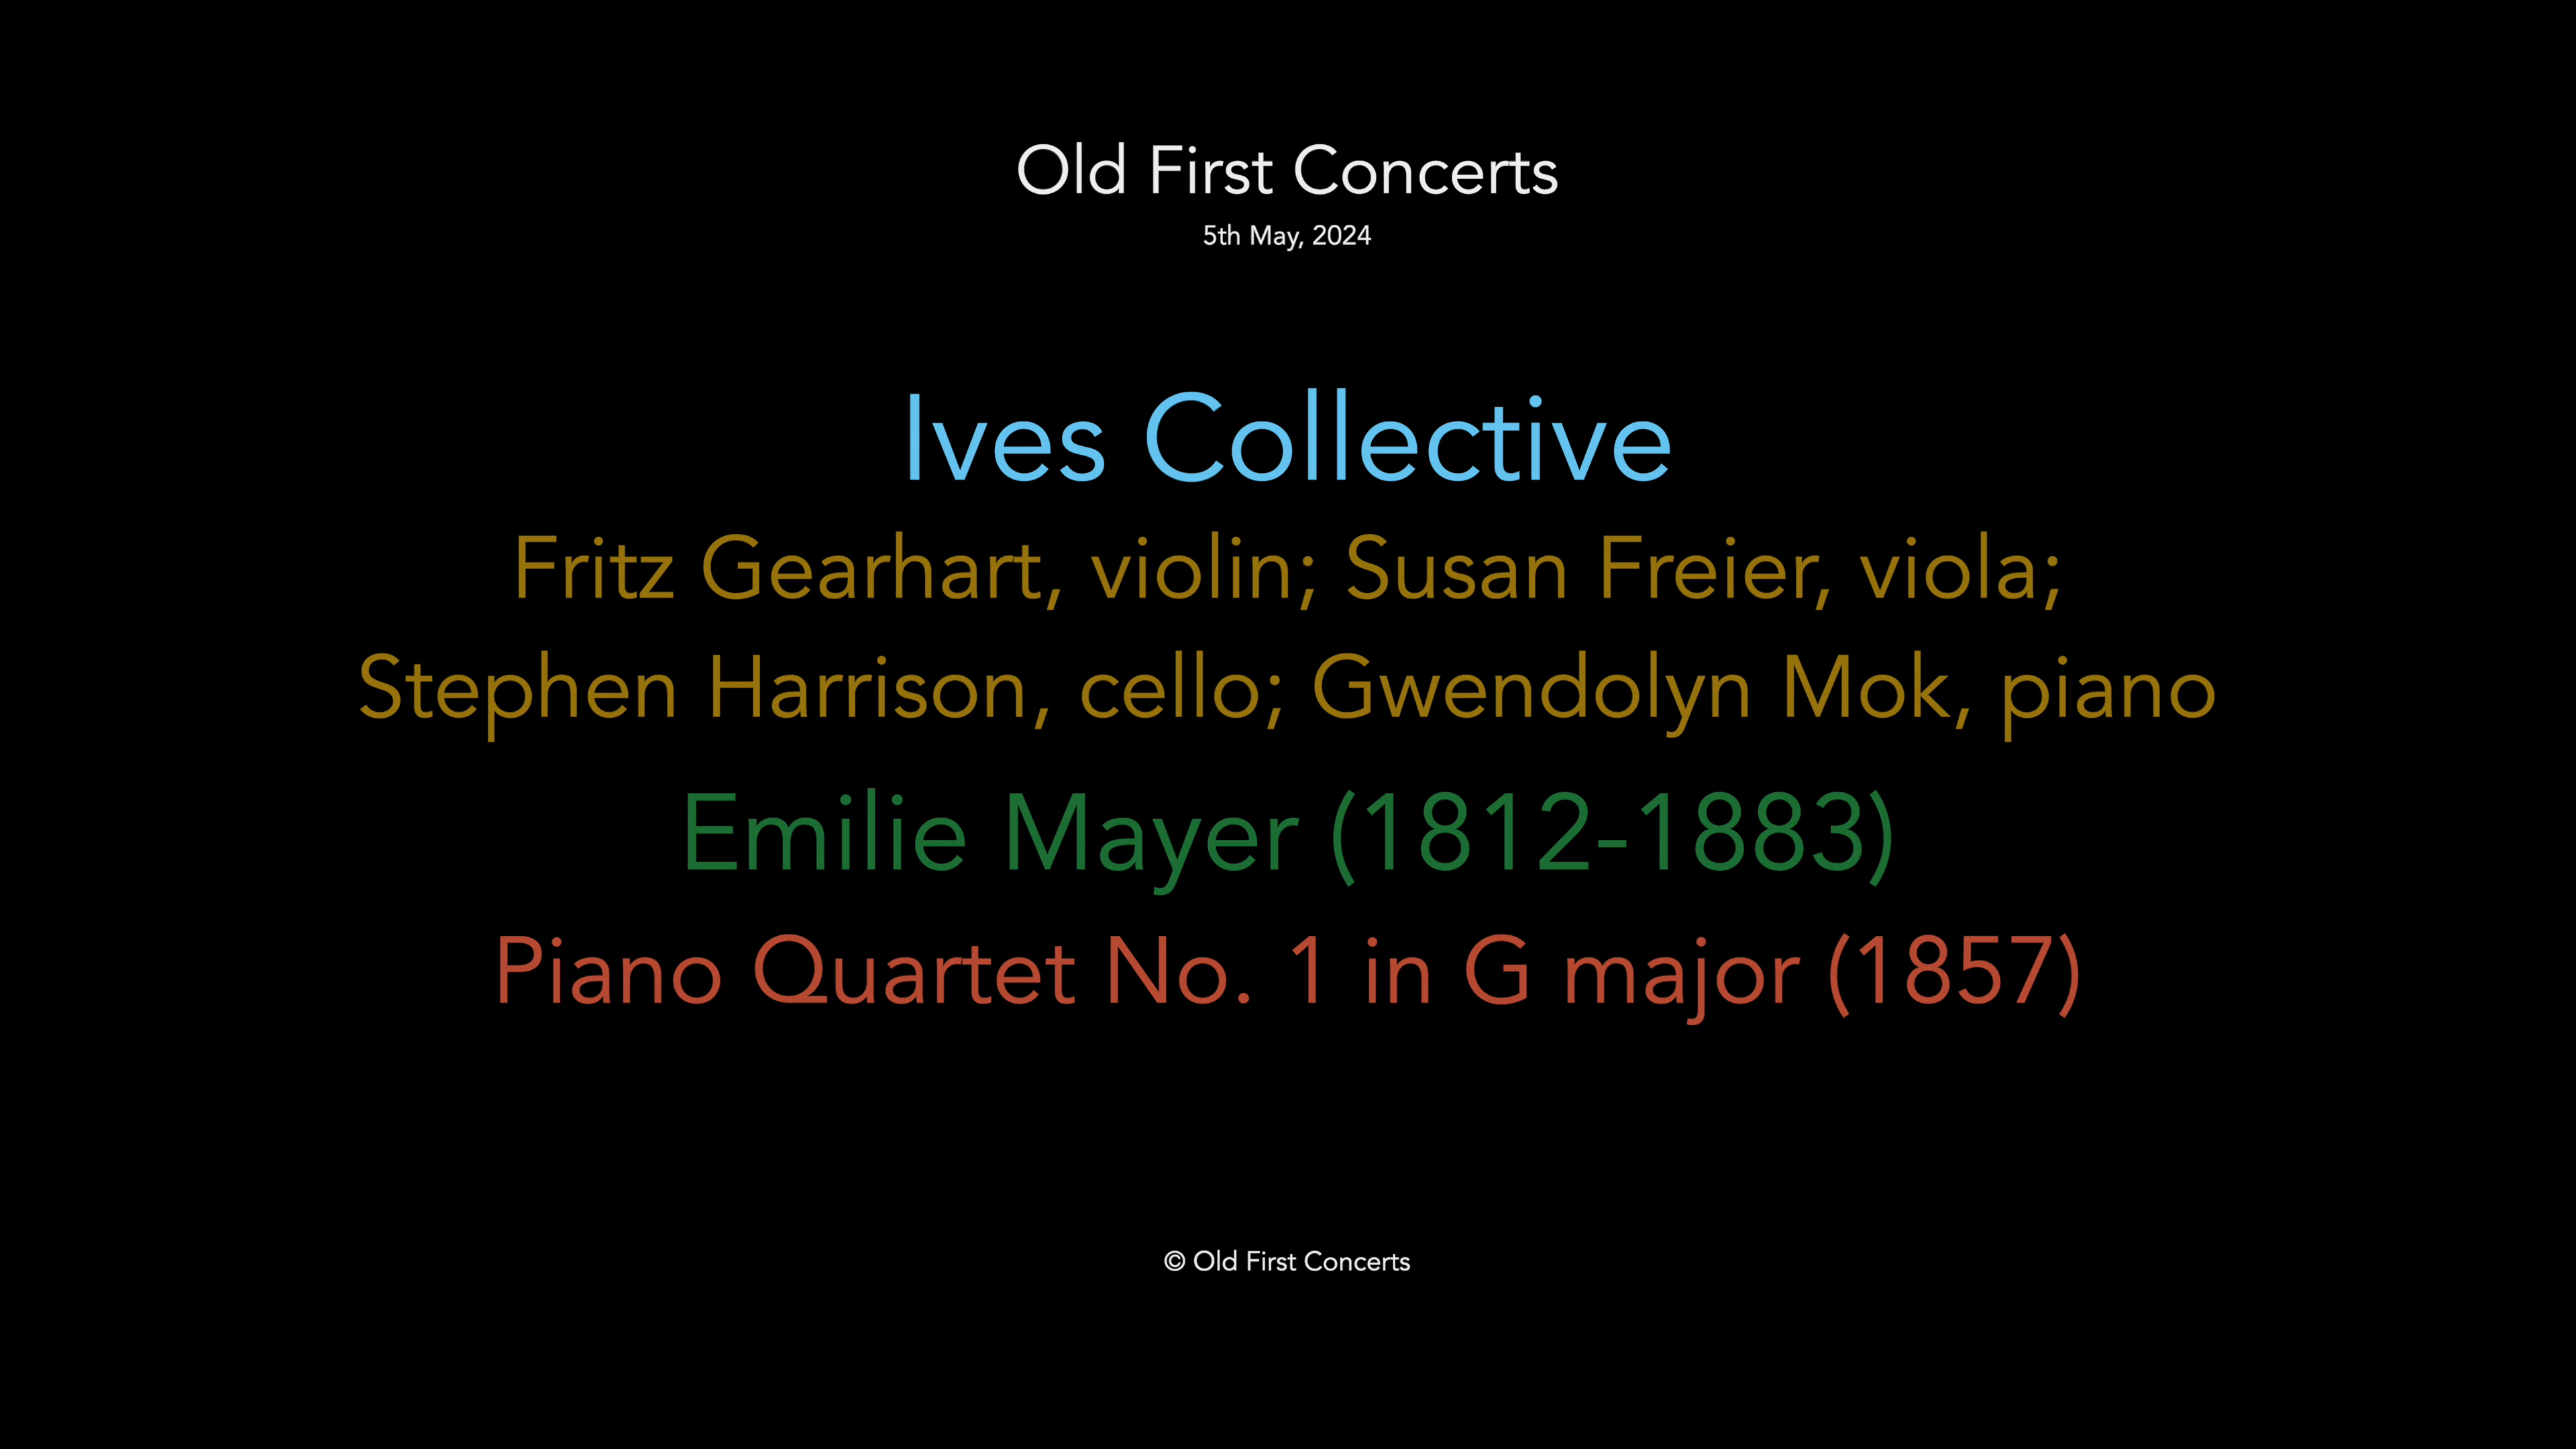 Old First Concerts
5th May, 2024
Ives Collective
Fritz Gearhart, violin; Susan Freier, viola;
Stephen Harrison, cello; Gwendolyn Mok, piano
Emilie Mayer (1812-1883)
Piano Quartet No. 1 in G major (1857)
© Old First Concerts